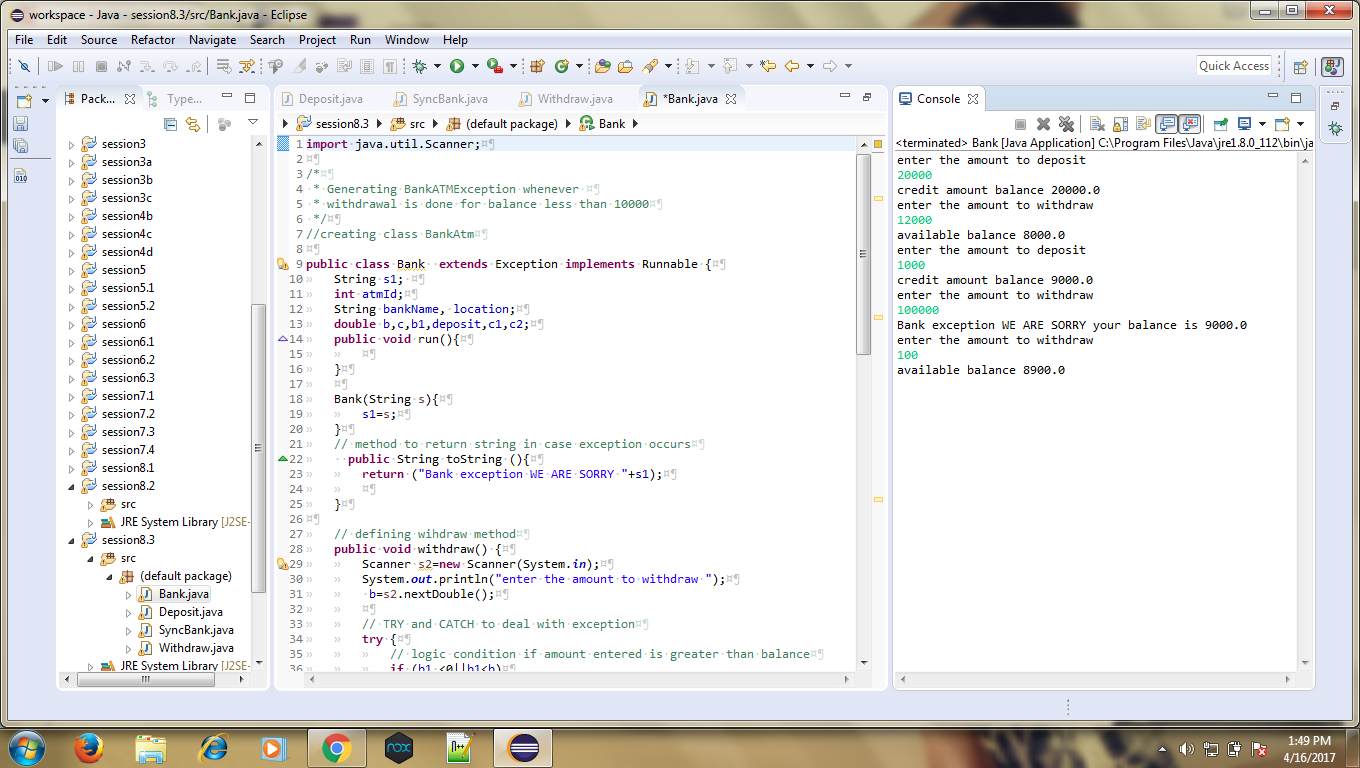 workspace - Java - session8.3/src/Bank.java - Eclipse
File Edit Source Refactor Navigate Search Project Run Window Help
Quick Access
Pack... Type...
session3
session3a
session3b
session3c
session4b
session4c
session4d
session5
session5.1
session5.2
session6
session6.1
session6.2
session6.3
session7.1
session7.2
session7.3
session7.4
session8.1
session8.2
src
JRE System Library [J2SE-
session8.3
src
(default package)
Bank.java
Deposit.java
SyncBank.java
Withdraw.java
JRE System Library [J2SE-
Deposit.java SyncBank.java Withdraw.java *Bank.java
session8.3 src (default package) Bank
1 import java.util.Scanner;
2
3 /*
4 * Generating BankATMException whenever
5 * withdrawal is done for balance less than 10000
6 */
7 //creating class BankAtm
8
9 public class Bank  extends Exception implements Runnable {
10 String s1;
11 int atmId;
12 String bankName, location;
13 double b,c,b1,deposit,c1,c2;
14 public void run(){
15
16 }
17
18 Bank(String s){
19 s1=s;
20 }
21 // method to return string in case exception occurs
22 public String toString (){
23 return ("Bank exception WE ARE SORRY "+s1);
24
25 }
26
27 // defining wihdraw method
28 public void withdraw() {
29 Scanner s2=new Scanner(System.in);
30 System.out.println("enter the amount to withdraw ");
31 b=s2.nextDouble();
32
33 // TRY and CATCH to deal with exception
34 try {
35 // logic condition if amount entered is greater than balance
36 if (b1 <0||b1<b)
Console
<terminated> Bank [Java Application] C:\Program Files\Java\jre1.8.0_112\bin\ja
enter the amount to deposit
20000
credit amount balance 20000.0
enter the amount to withdraw
12000
available balance 8000.0
enter the amount to deposit
1000
credit amount balance 9000.0
enter the amount to withdraw
100000
Bank exception WE ARE SORRY your balance is 9000.0
enter the amount to withdraw
100
available balance 8900.0
nox
1:49 PM
4/16/2017